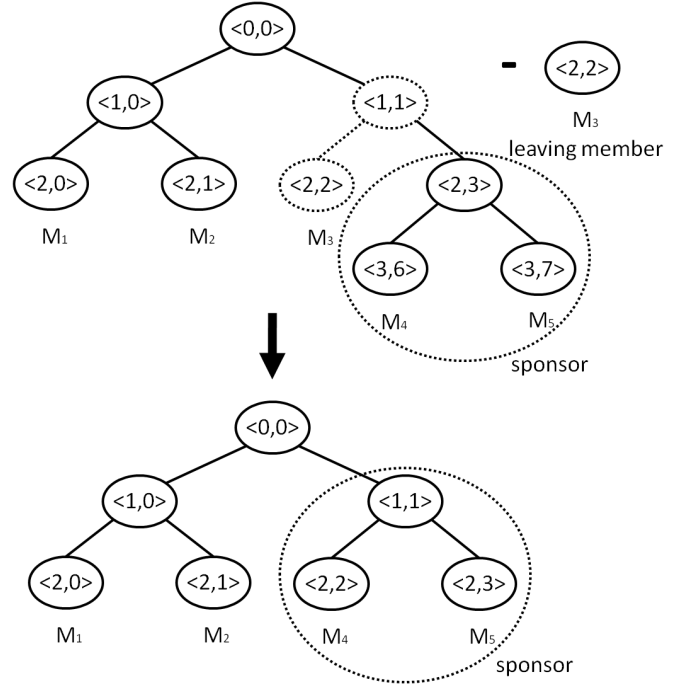 <0,0>
- <2,2>
<1,0> <1,1>
M₃
leaving member
<2,0> <2,1> <2,2> <2,3>
M₁ M₂ M₃
<3,6> <3,7>
M₄ M₅
sponsor
<0,0>
<1,0> <1,1>
<2,0> <2,1> <2,2> <2,3>
M₁ M₂ M₄ M₅
sponsor